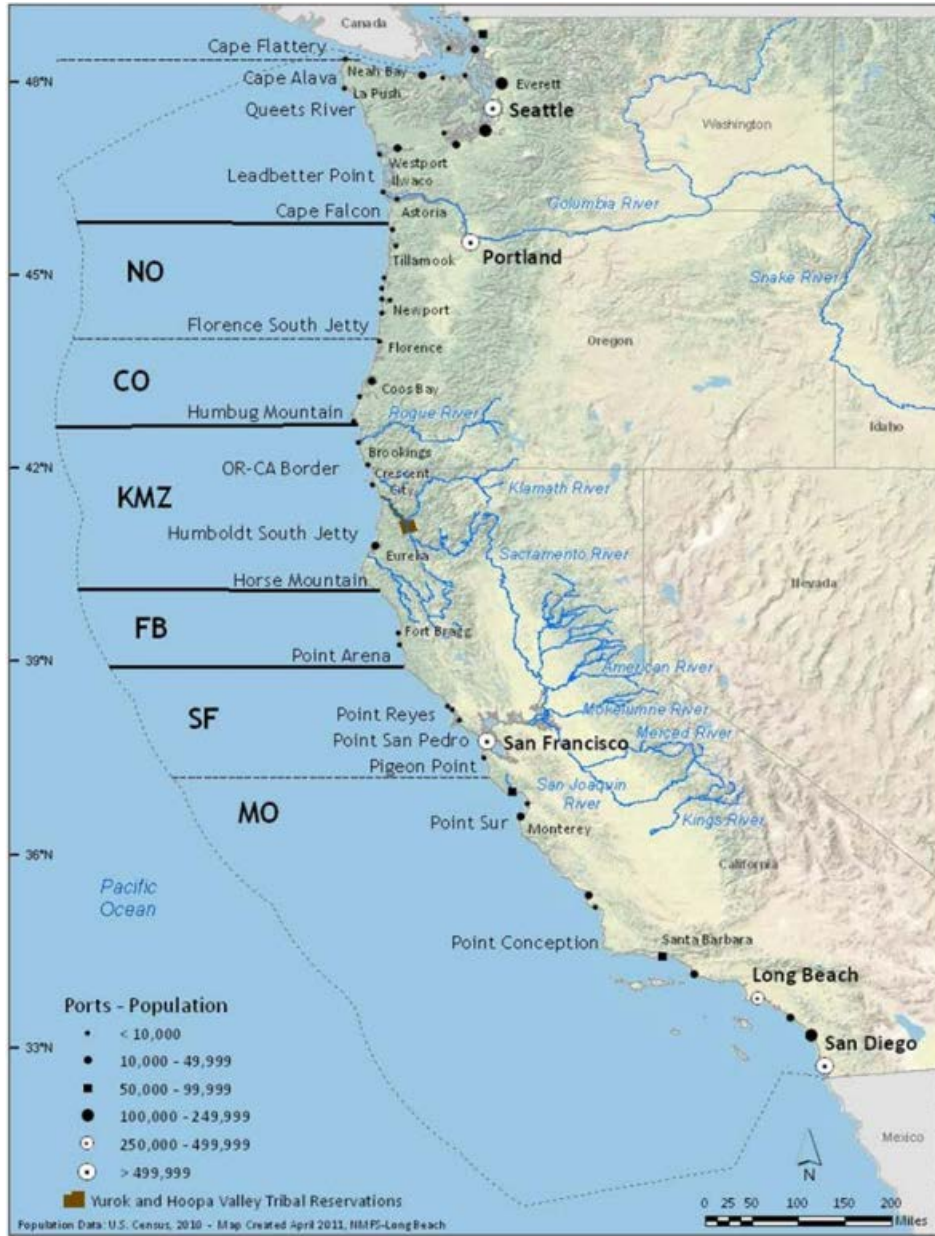 Canada
Cape Flattery
Neah Bay
48°N
Cape Alava
La Push
Everett
Queets River
Seattle
Washington
Westport
Leadbetter Point
Ilwaco
Cape Falcon
Astoria
Columbia River
Portland
NO
Tillamook
45°N
Snake River
Newport
Florence South Jetty
Florence
Oregon
CO
Coos Bay
Humbug Mountain
Rogue River
Idaho
Brookings
OR-CA Border
42°N
Crescent
City
KMZ
Klamath River
Humboldt South Jetty
Eureka
Sacramento River
Horse Mountain
Nevada
FB
Fort Bragg
Point Arena
39°N
American River
SF
Point Reyes
Mokelumne River
Merced River
Point San Pedro
San Francisco
Pigeon Point
San Joaquin
River
MO
Kings River
Point Sur
Monterey
36°N
California
Pacific
Ocean
Point Conception
Santa Barbara
Long Beach
Ports - Population
< 10,000
33°N
10,000 - 49,999
San Diego
50,000 - 99,999
100,000 - 249,999
250,000 - 499,999
Mexico
> 499,999
N
Yurok and Hoopa Valley Tribal Reservations
0 25 50 100 150 200
Miles
Population Data: U.S. Census, 2010 - Map Created April 2011, NMFS-Long Beach